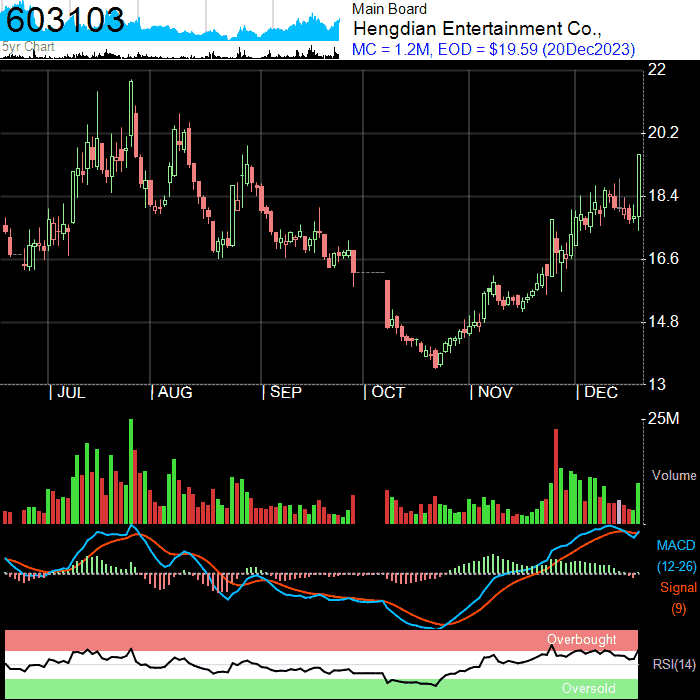 603103
5yr Chart
Main Board
Hengdian Entertainment Co.,
MC = 1.2M, EOD = $19.59 (20Dec2023)
22
20.2
18.4
16.6
14.8
13
JUL
AUG
SEP
OCT
NOV
DEC
25M
Volume
MACD
(12-26)
Signal
(9)
Overbought
RSI(14)
Oversold